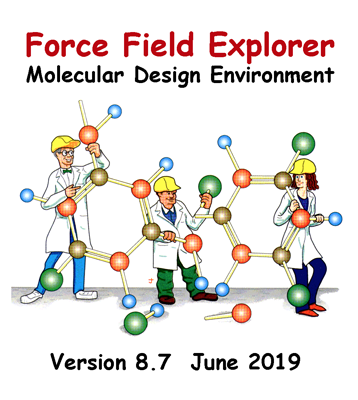 Force Field Explorer
Molecular Design Environment
Version 8.7 June 2019